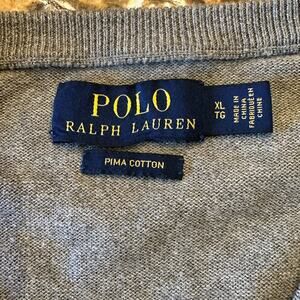 POLO
RALPH LAUREN
XL
TG
MADE IN
CHINA
FABRIQUÉ EN
CHINE
PIMA COTTON